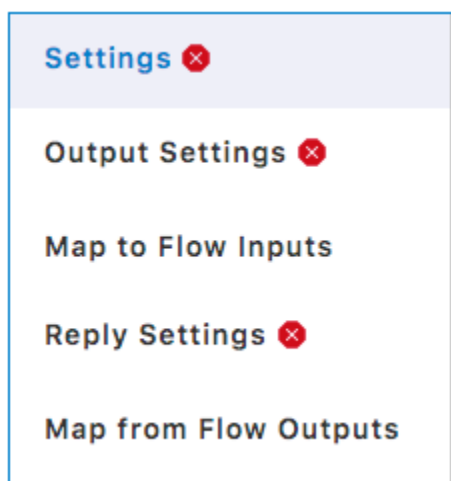 Settings
Output Settings
Map to Flow Inputs
Reply Settings
Map from Flow Outputs